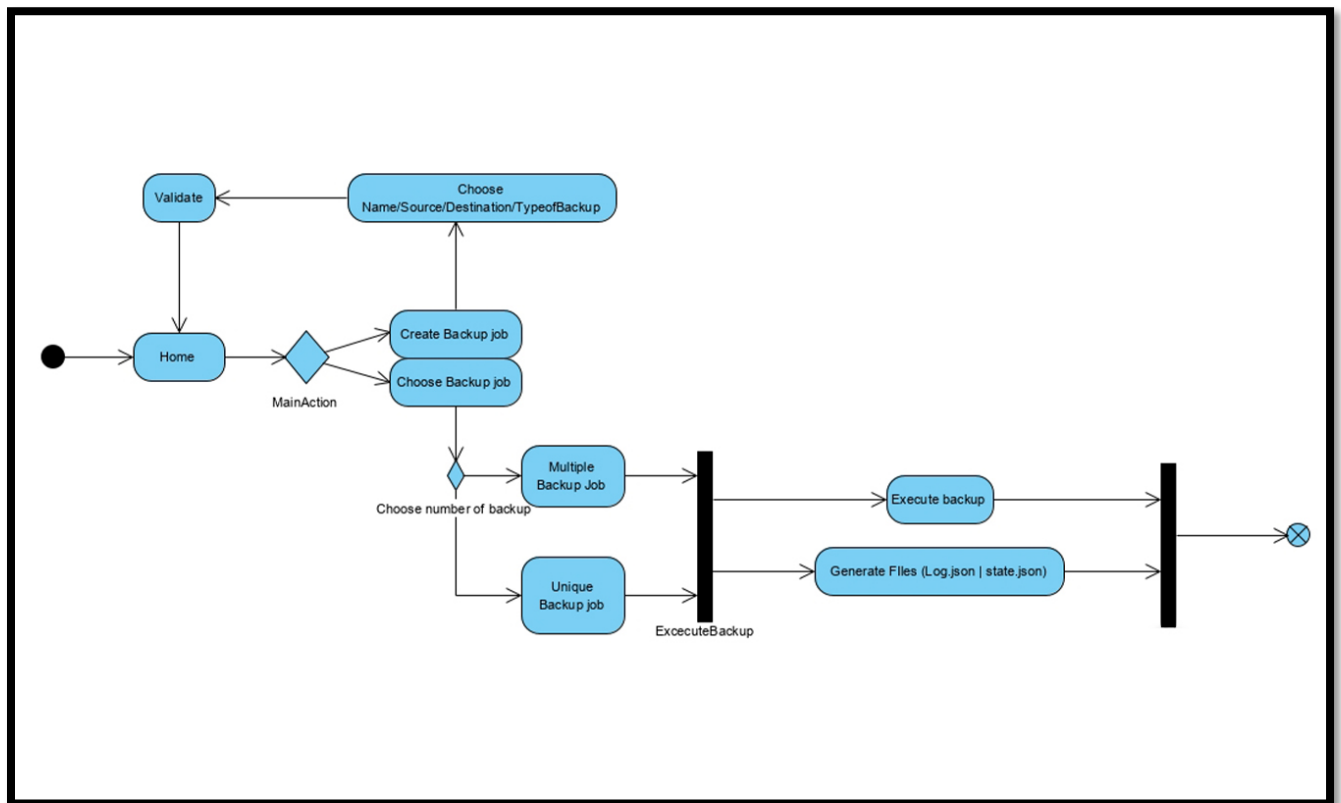 Choose
Name/Source/Destination/TypeofBackup
Validate
Create Backup job
Home
Choose Backup job
MainAction
Multiple
Backup Job
Choose number of backup
Execute backup
Generate FIles (Log.json | state.json)
Unique
Backup job
ExcecuteBackup